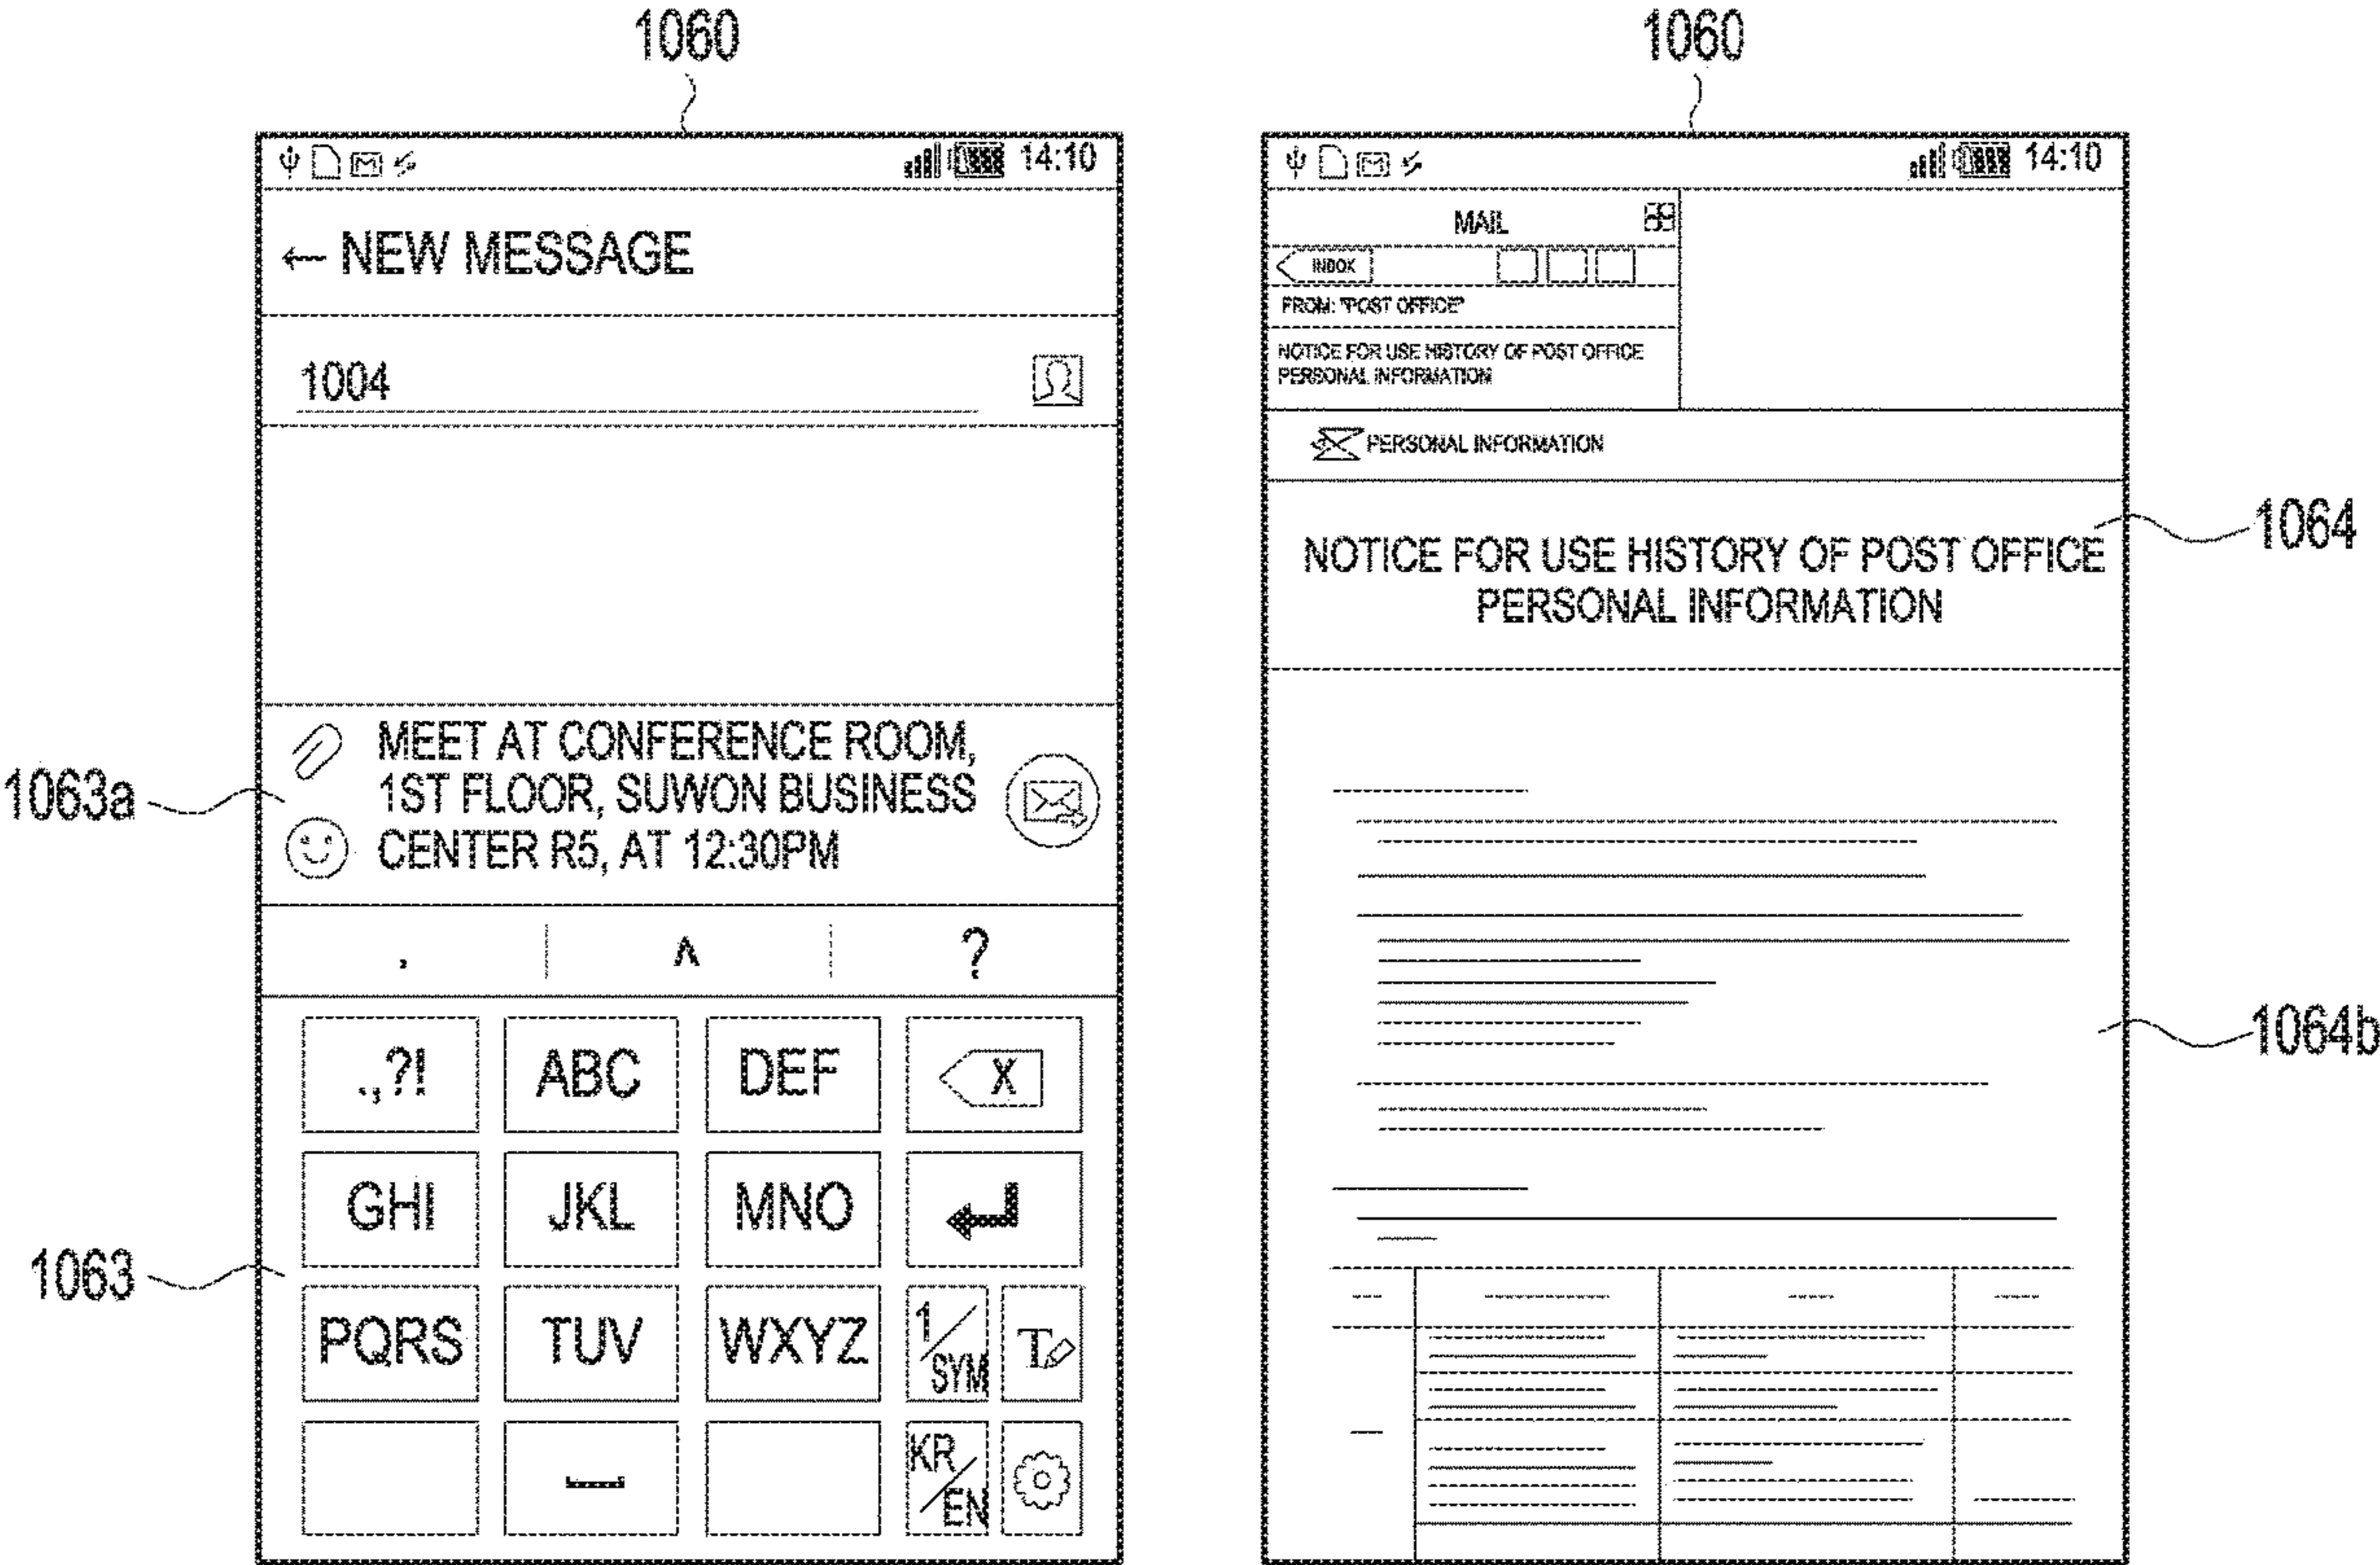 1060
14:10
← NEW MESSAGE
1004
MEET AT CONFERENCE ROOM,
1ST FLOOR, SUWON BUSINESS
CENTER R5, AT 12:30PM
1063a
. ^ ?
.,?! ABC DEF X
GHI JKL MNO
PQRS TUV WXYZ 1/SYM T
KR/EN
1063
1060
14:10
MAIL
INBOX
FROM: "POST OFFICE"
NOTICE FOR USE HISTORY OF POST OFFICE
PERSONAL INFORMATION
PERSONAL INFORMATION
NOTICE FOR USE HISTORY OF POST OFFICE
PERSONAL INFORMATION
1064
1064b